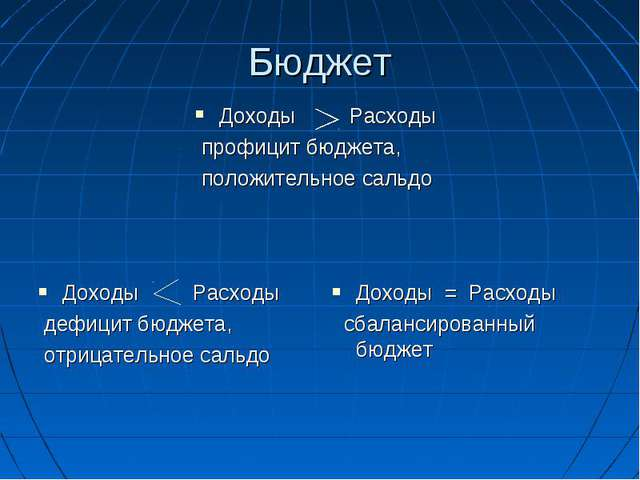 Бюджет
Доходы > Расходы
профицит бюджета,
положительное сальдо
Доходы < Расходы
дефицит бюджета,
отрицательное сальдо
Доходы = Расходы
сбалансированный
бюджет